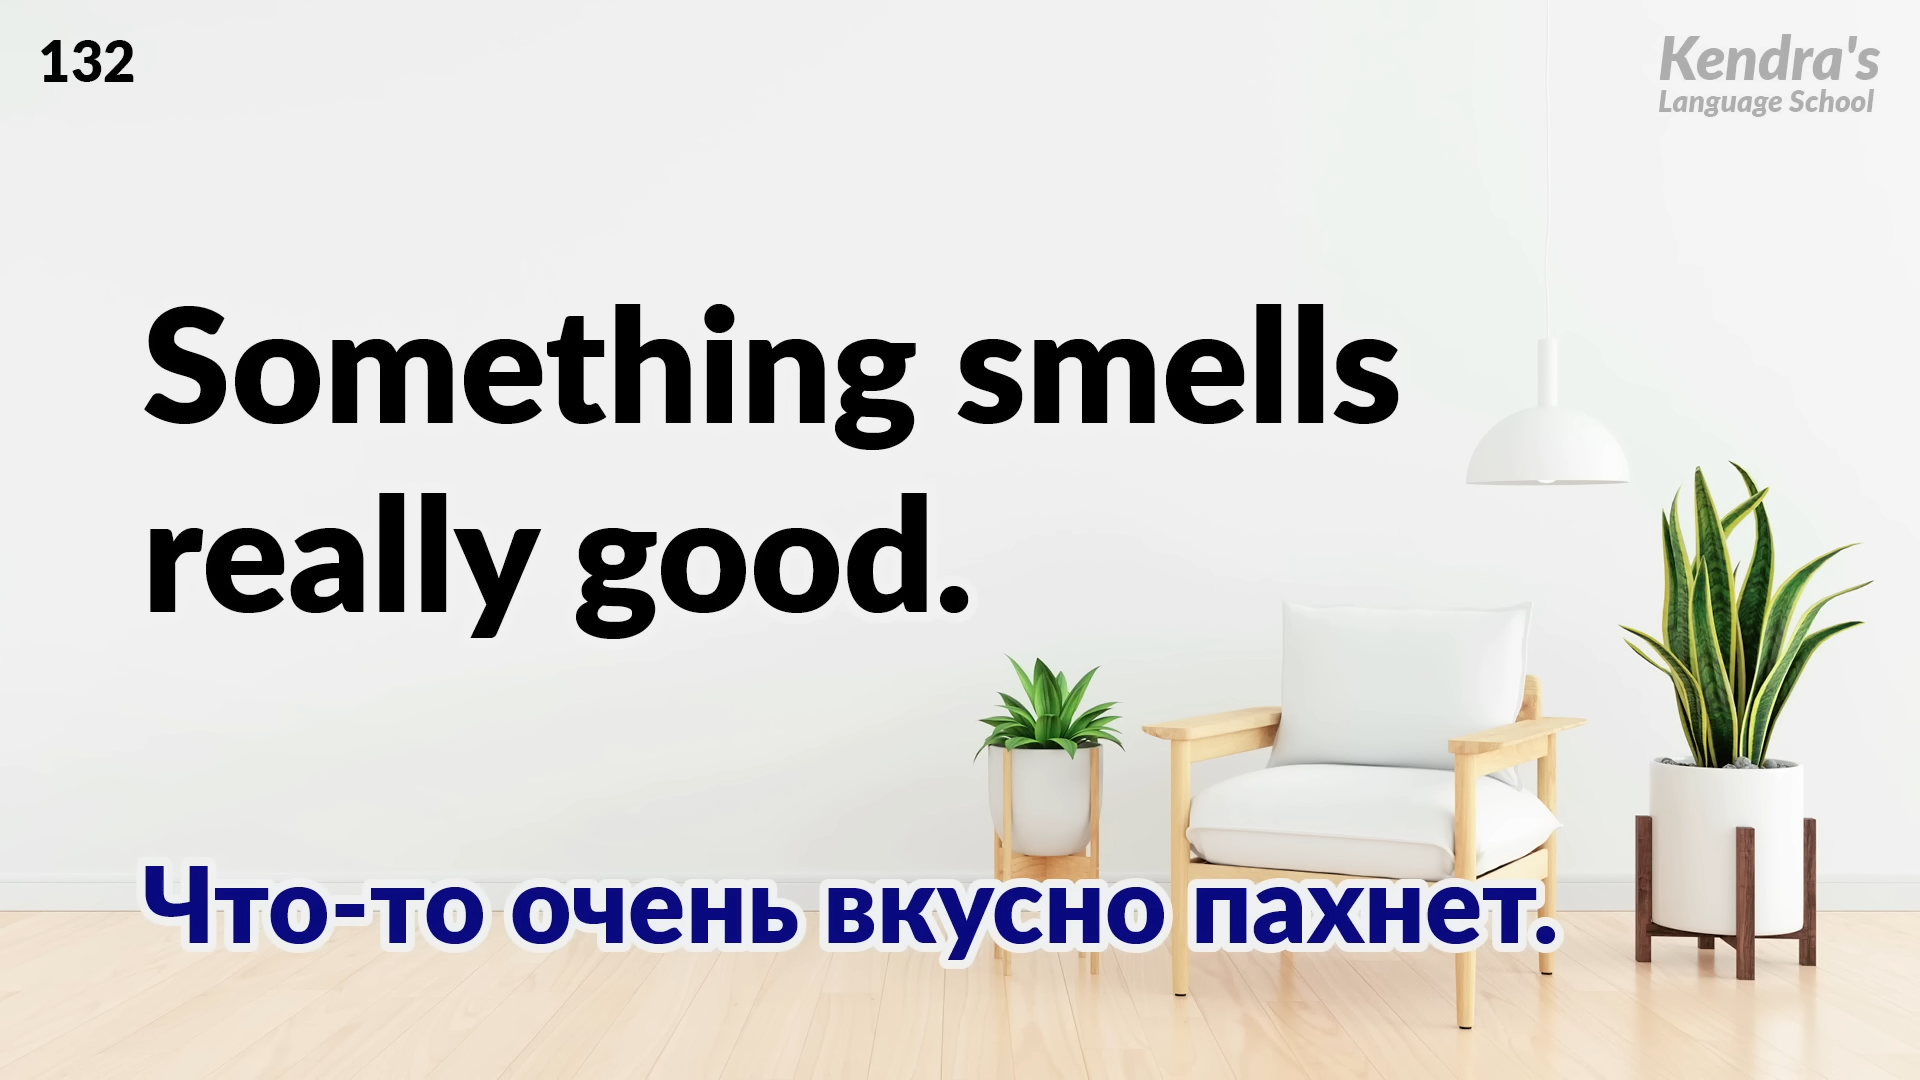 132
Kendra's
Language School
Something smells
really good.
Что-то очень вкусно пахнет.